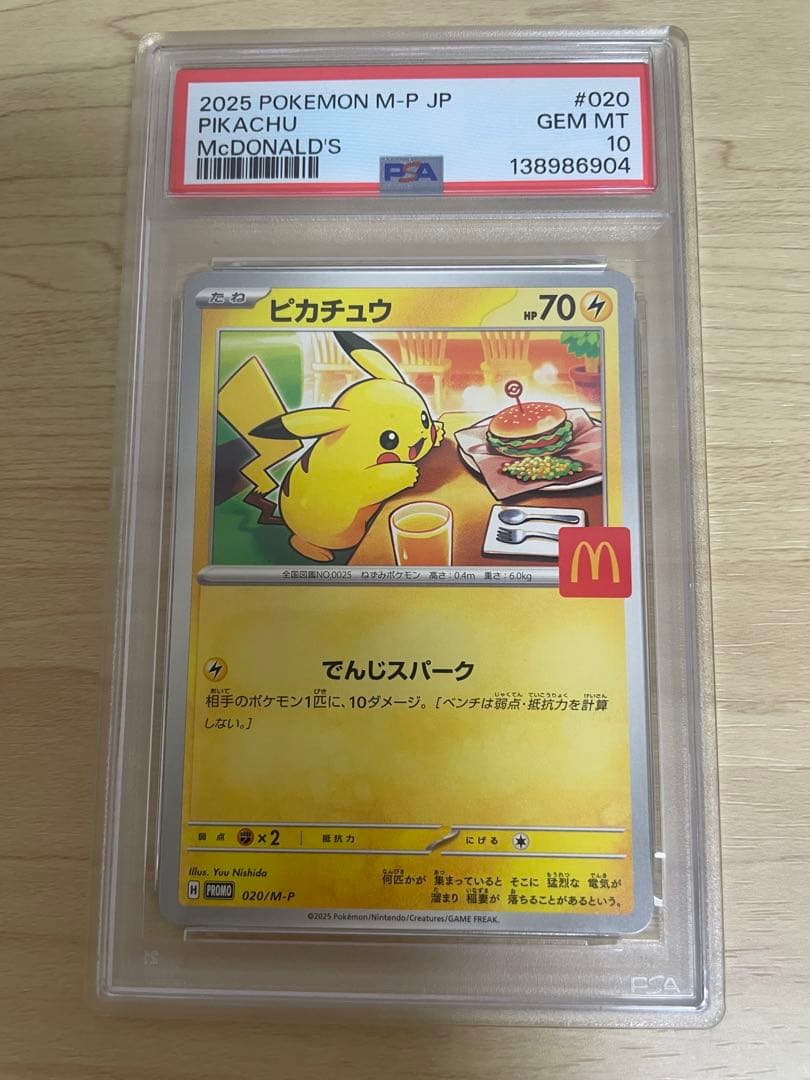 2025 POKEMON M-P JP #020
PIKACHU GEM MT
McDONALD'S 10
PSA 138986904
たね ピカチュウ HP70
全国図鑑NO.0025 ねずみポケモン 高さ:0.4m 重さ:6.0kg
でんじスパーク
相手のポケモン1匹に、10ダメージ。[ベンチは弱点・抵抗力を計算
しない。]
弱点 ×2 抵抗力 にげる
Illus. Yuu Nishida
何匹かが 集まっていると そこに 猛烈な 電気が
溜まり 稲妻が 落ちることがあるという。
H PROMO 020/M-P
©2025 Pokémon/Nintendo/Creatures/GAME FREAK.
PSA